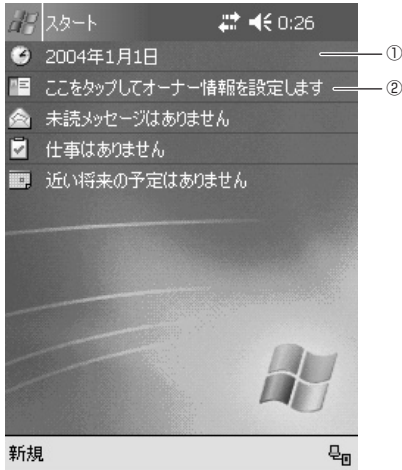 スタート 0:26
2004年1月1日 ①
ここをタップしてオーナー情報を設定します ②
未読メッセージはありません
仕事はありません
近い将来の予定はありません
新規